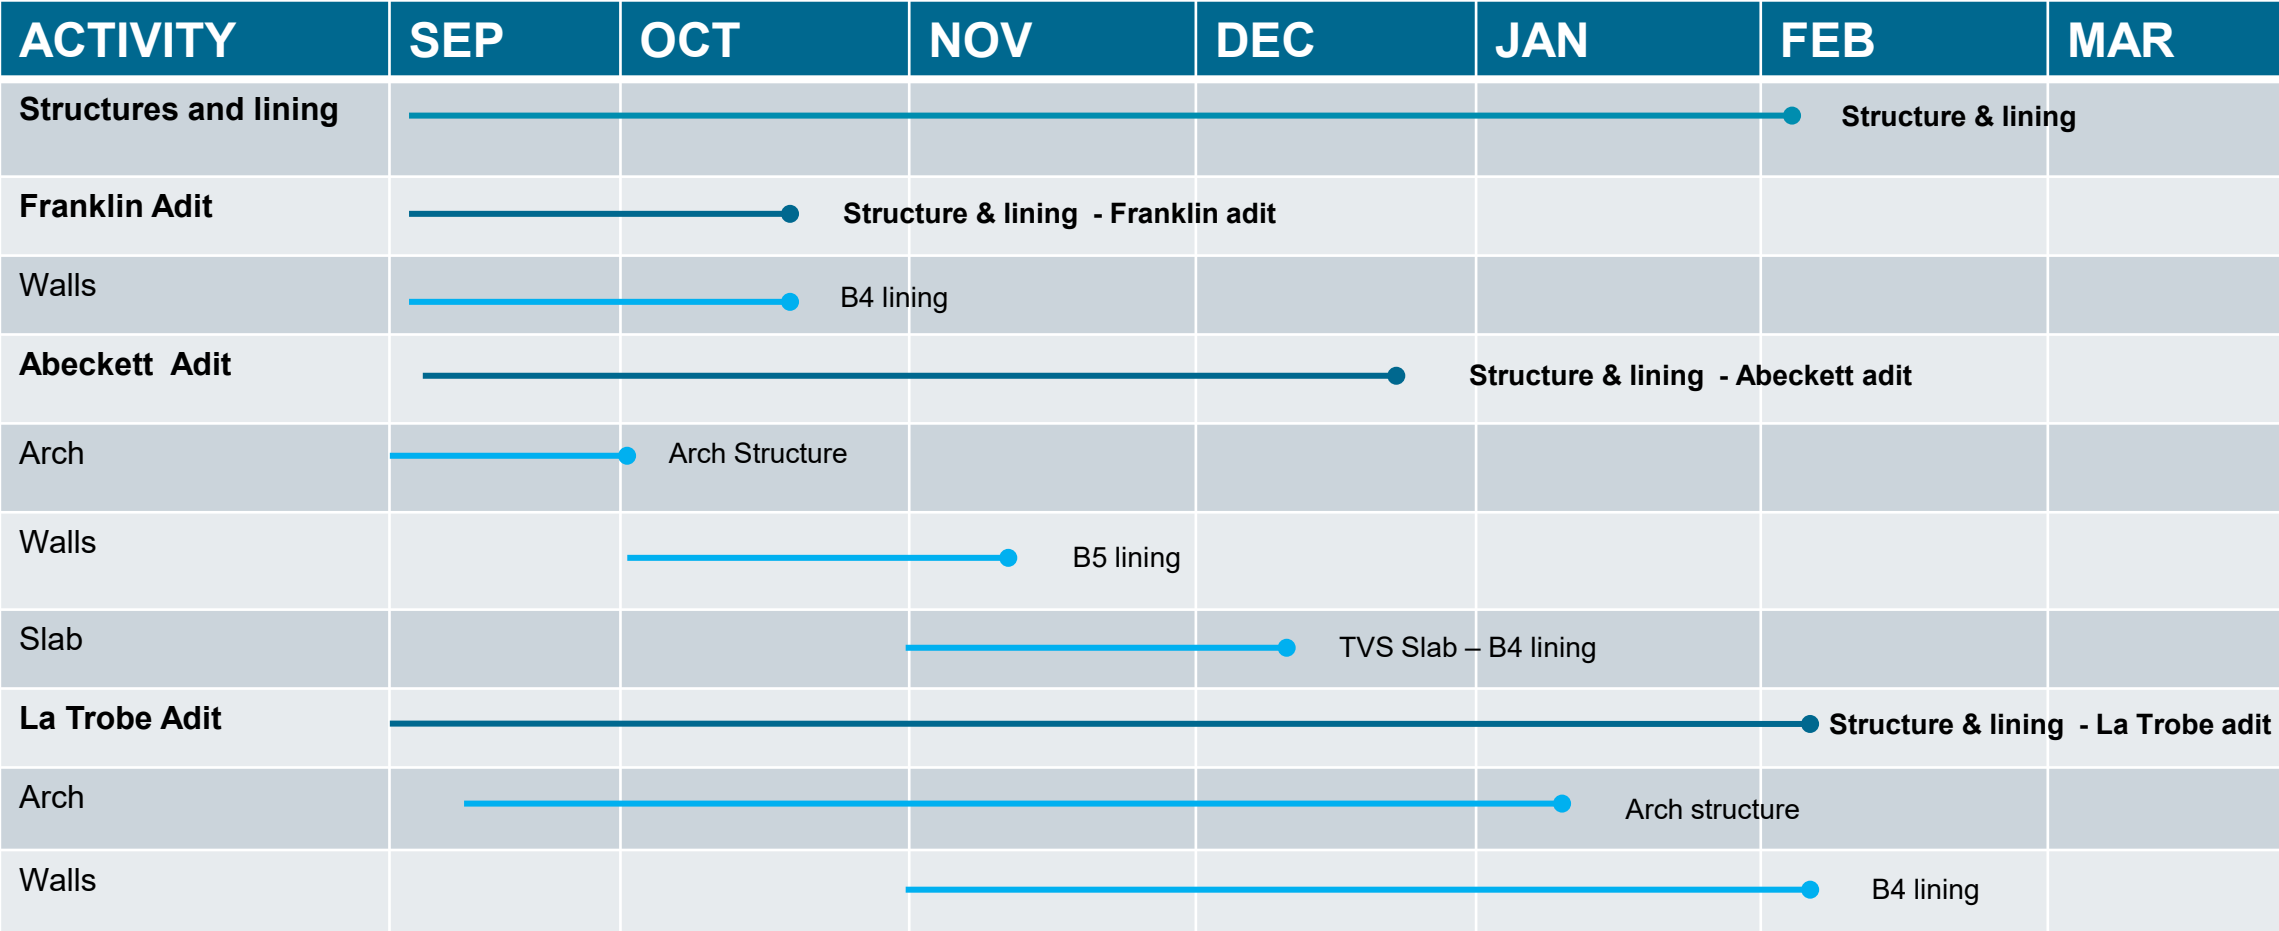 ACTIVITY SEP OCT NOV DEC JAN FEB MAR
Structures and lining Structure & lining
Franklin Adit Structure & lining - Franklin adit
Walls B4 lining
Abeckett Adit Structure & lining - Abeckett adit
Arch Arch Structure
Walls B5 lining
Slab TVS Slab – B4 lining
La Trobe Adit Structure & lining - La Trobe adit
Arch Arch structure
Walls B4 lining